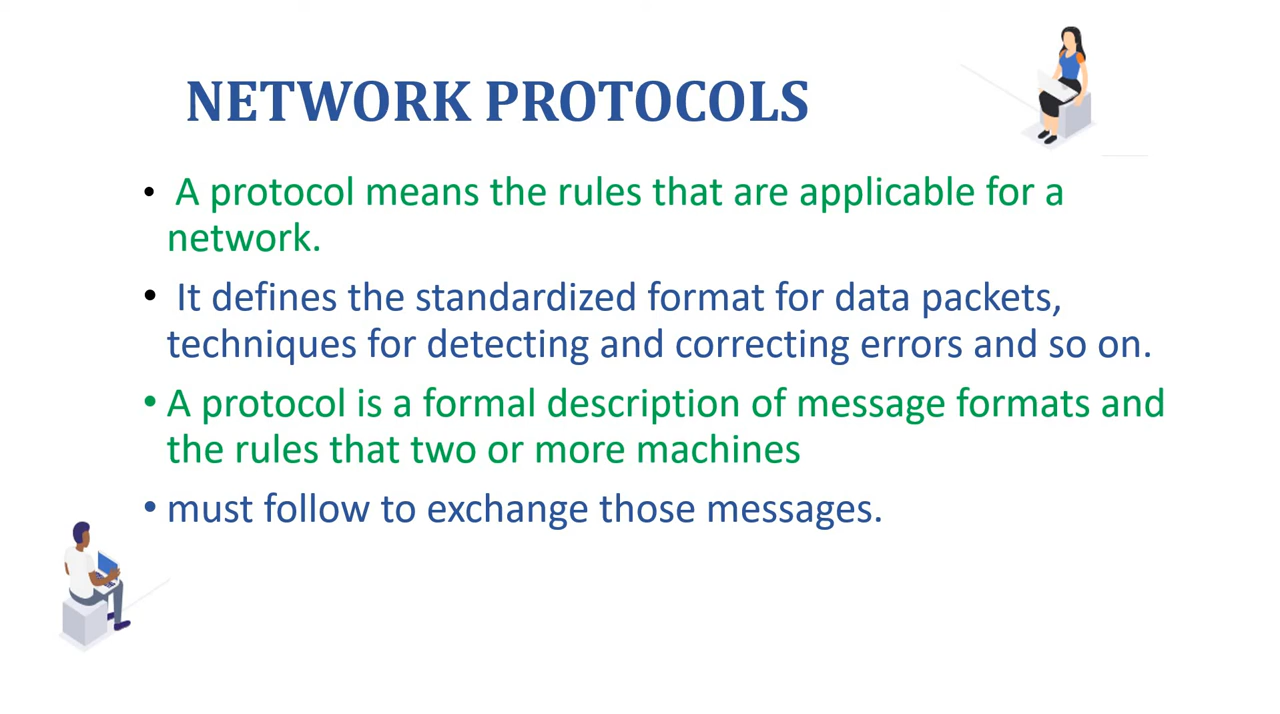 NETWORK PROTOCOLS
• A protocol means the rules that are applicable for a
network.
• It defines the standardized format for data packets,
techniques for detecting and correcting errors and so on.
• A protocol is a formal description of message formats and
the rules that two or more machines
• must follow to exchange those messages.